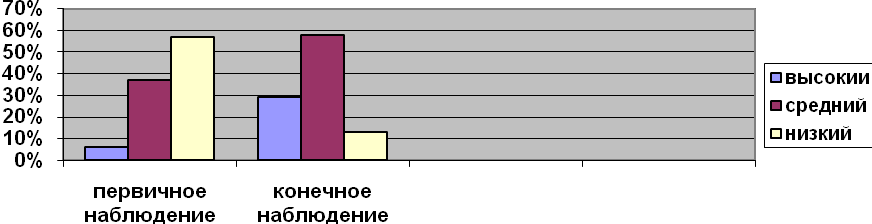 70%
60%
50%
40%
30%
20%
10%
0%
первичное
наблюдение
конечное
наблюдение
высокии
средний
низкий